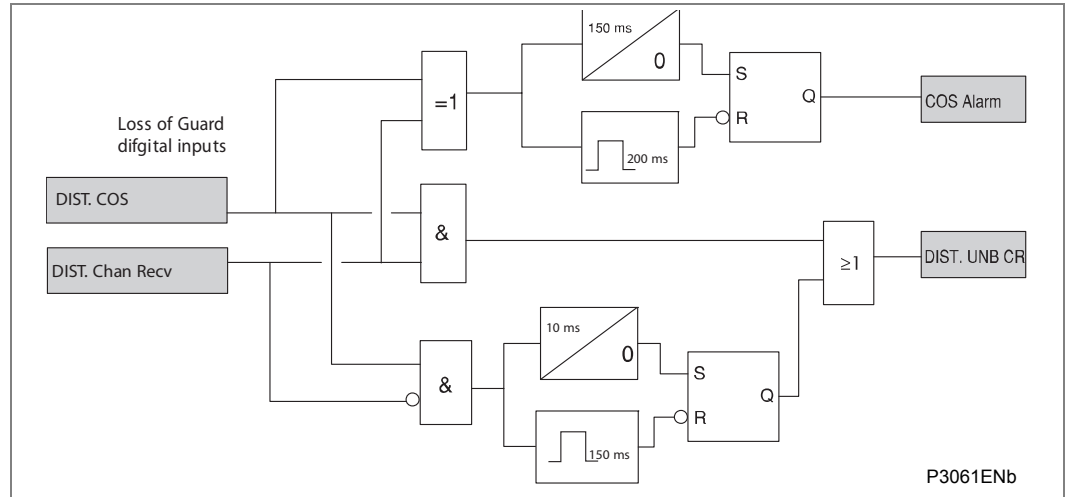 150 ms
0
S
=1
Q
COS Alarm
R
Loss of Guard
difgital inputs
200 ms
DIST. COS
&
DIST. Chan Recv
≥1
DIST. UNB CR
10 ms
0
S
&
Q
R
150 ms
P3061ENb